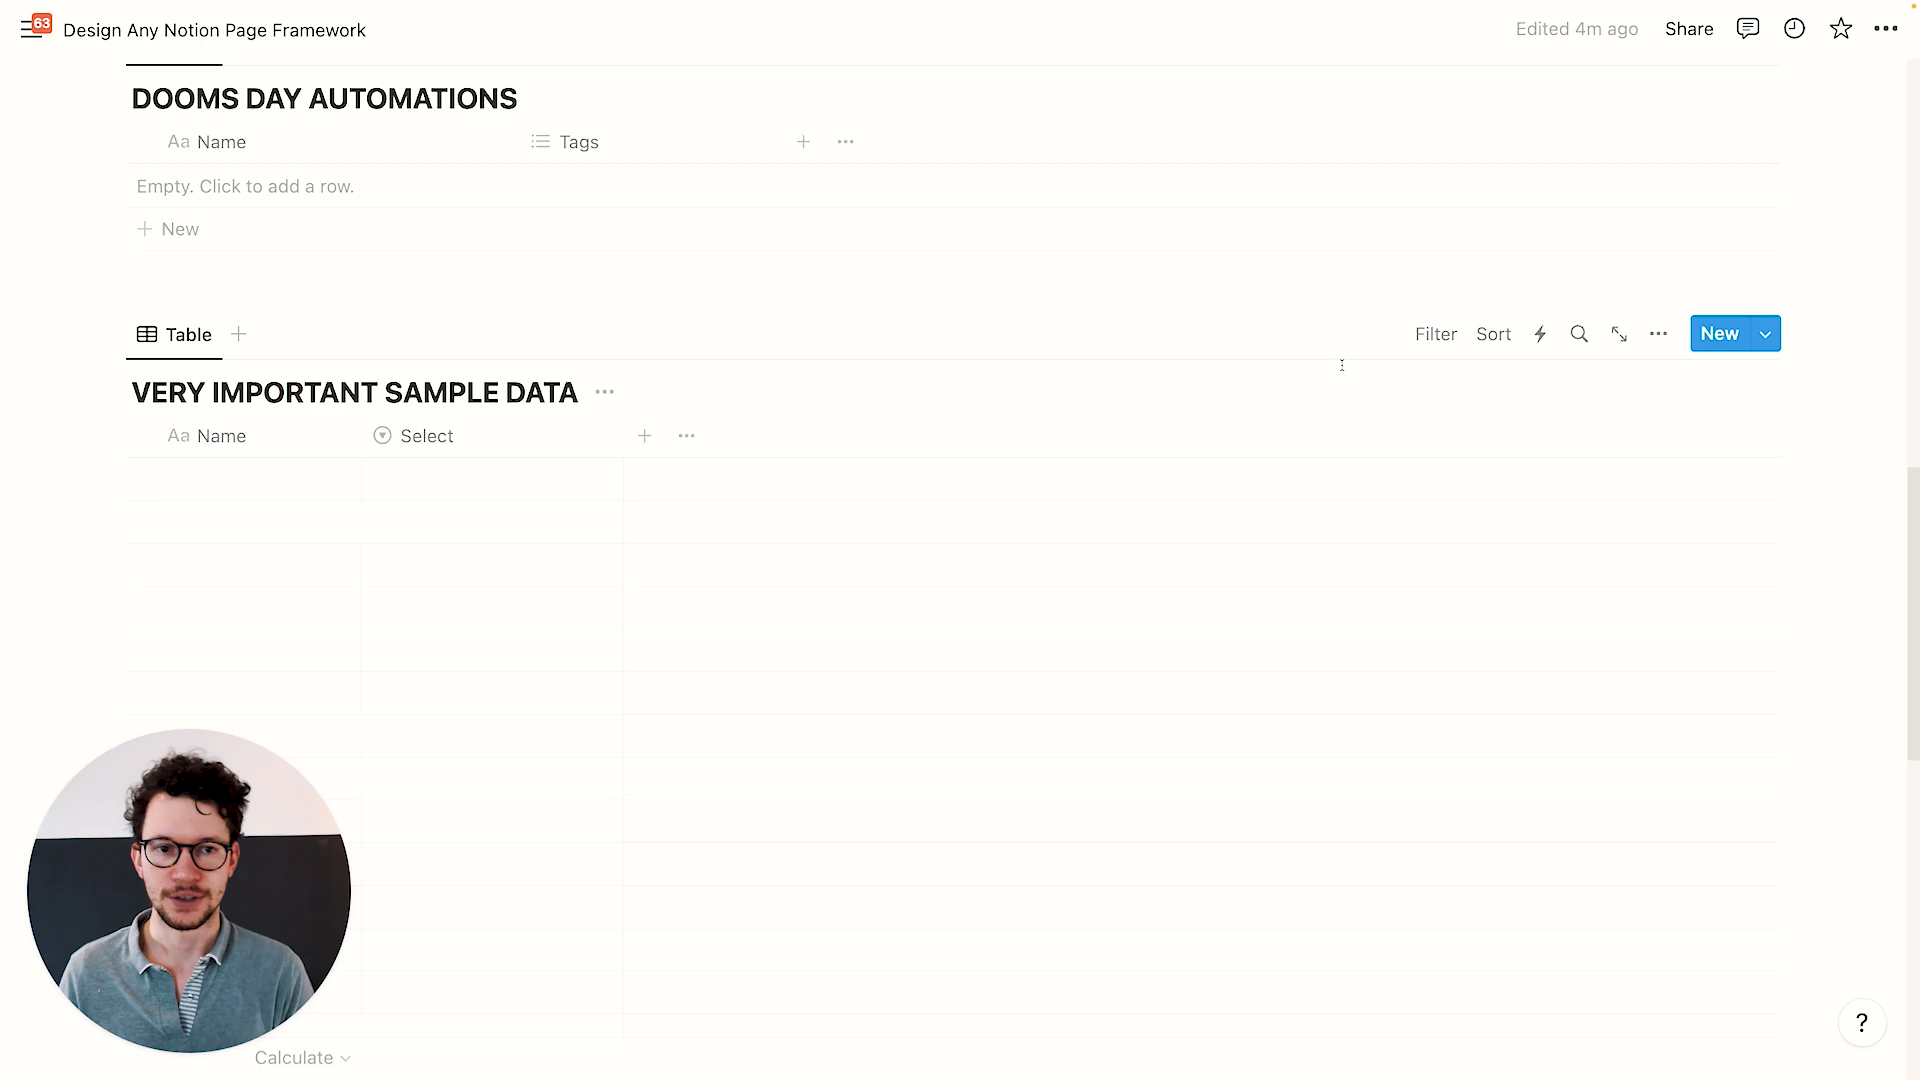 63
Design Any Notion Page Framework
Edited 4m ago
Share
DOOMS DAY AUTOMATIONS
Aa Name
Tags
Empty. Click to add a row.
New
Table
Filter
Sort
New
VERY IMPORTANT SAMPLE DATA
Aa Name
Select
Calculate
?